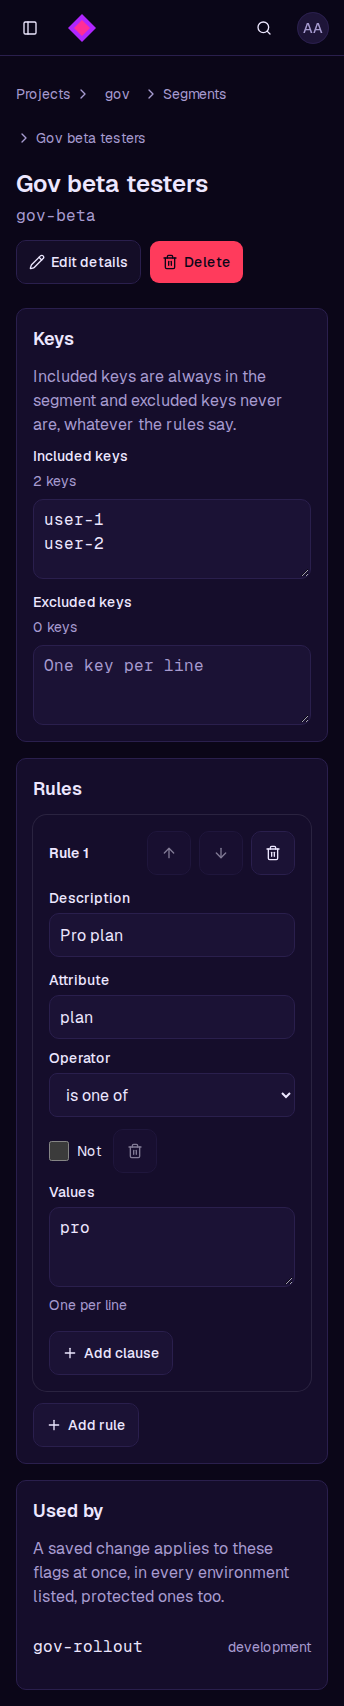 AA
Projects > gov > Segments
> Gov beta testers
Gov beta testers
gov-beta
Edit details Delete
Keys
Included keys are always in the
segment and excluded keys never
are, whatever the rules say.
Included keys
2 keys
user-1
user-2
Excluded keys
0 keys
One key per line
Rules
Rule 1
Description
Pro plan
Attribute
plan
Operator
is one of
Not
Values
pro
One per line
+ Add clause
+ Add rule
Used by
A saved change applies to these
flags at once, in every environment
listed, protected ones too.
gov-rollout development